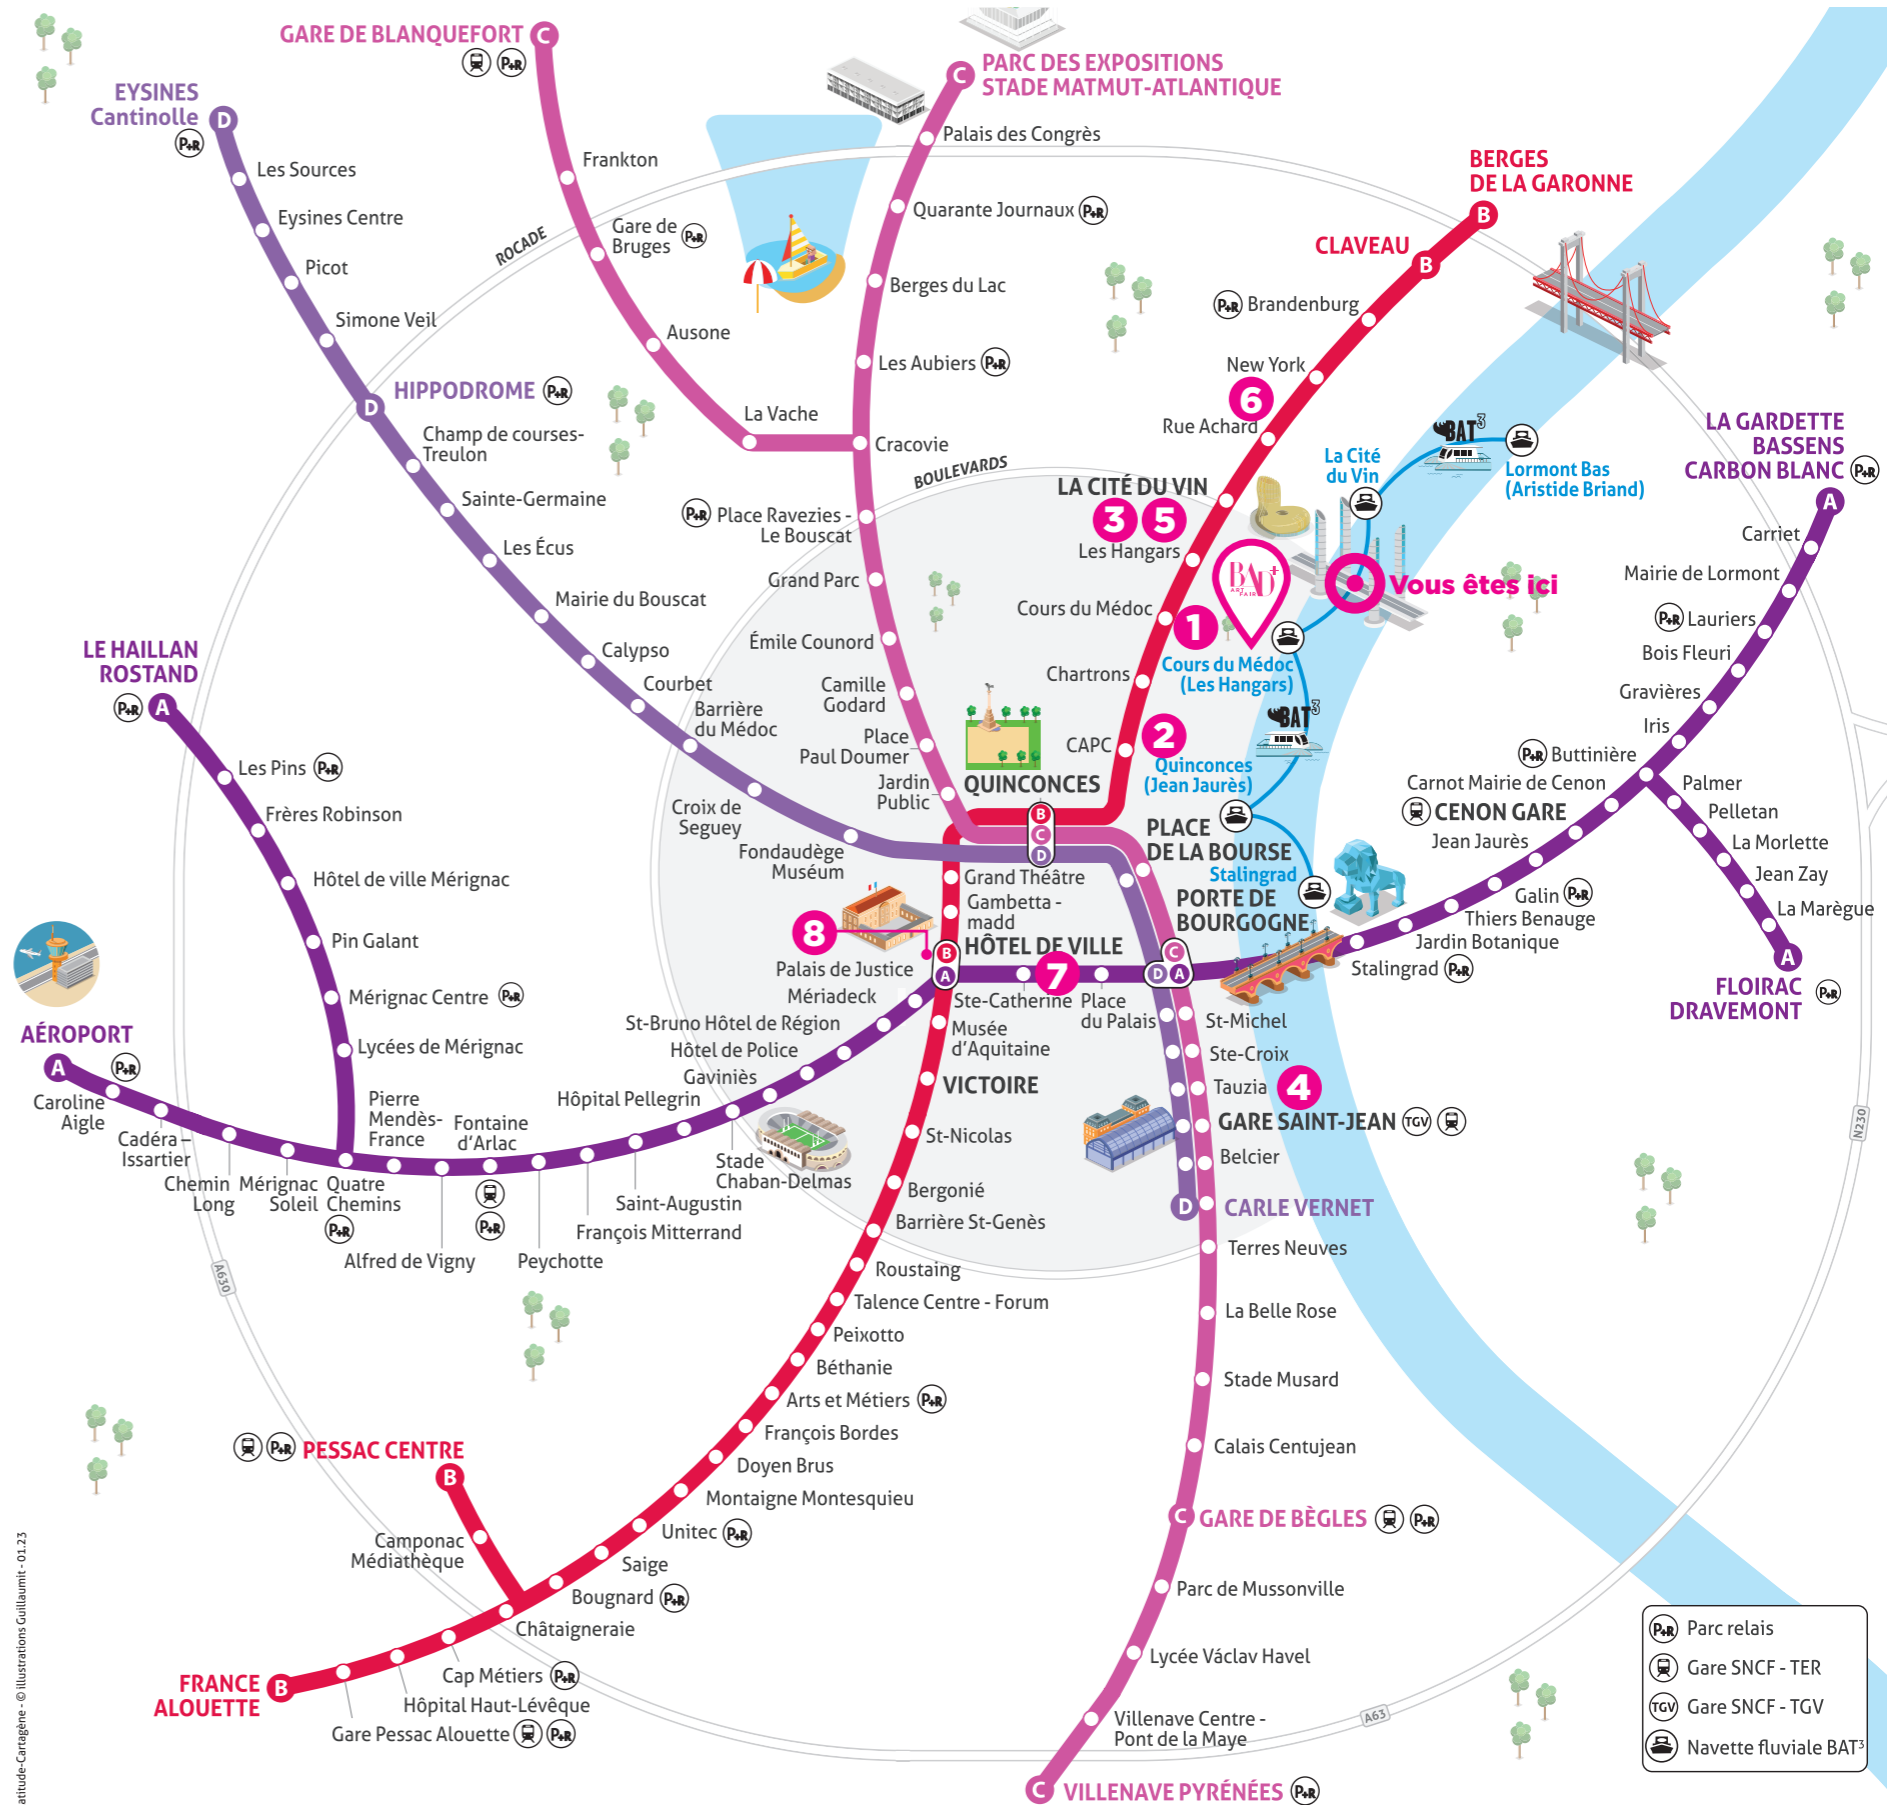 GARE DE BLANQUEFORT
C
P+R
PARC DES EXPOSITIONS
STADE MATMUT-ATLANTIQUE
C
EYSINES
Cantinolle
D
P+R
Palais des Congrès
Frankton
Les Sources
BERGES
DE LA GARONNE
B
Quarante Journaux P+R
Eysines Centre
Gare de
Bruges P+R
ROCADE
CLAVEAU
B
Picot
Berges du Lac
P+R Brandenburg
Simone Veil
Ausone
Les Aubiers P+R
New York
HIPPODROME P+R
D
6
La Vache
Rue Achard
Champ de courses-
Treulon
Cracovie
BAT3
LA GARDETTE
BASSENS
CARBON BLANC P+R
A
La Cité
du Vin
Lormont Bas
(Aristide Briand)
BOULEVARDS
LA CITÉ DU VIN
3 5
Sainte-Germaine
P+R Place Ravezies -
Le Bouscat
Les Hangars
Carriet
Les Écus
Grand Parc
BAD+
ART
FAIR
Vous êtes ici
Mairie de Lormont
Mairie du Bouscat
Cours du Médoc
1
P+R Lauriers
Émile Counord
LE HAILLAN
ROSTAND
P+R A
Calypso
Cours du Médoc
(Les Hangars)
Bois Fleuri
Courbet
Camille
Godard
Chartrons
Gravières
Barrière
du Médoc
BAT3
Iris
Place
Paul Doumer
CAPC
2
P+R Buttinière
Les Pins P+R
Quinconces
(Jean Jaurès)
Jardin
Public
QUINCONCES
Carnot Mairie de Cenon
Palmer
Croix de
Seguey
B
C
D
CENON GARE
Pelletan
Frères Robinson
PLACE
DE LA BOURSE
Jean Jaurès
La Morlette
Fondaudège
Muséum
Stalingrad
Jean Zay
Hôtel de ville Mérignac
Grand Théâtre
Galin P+R
Gambetta -
madd
PORTE DE
BOURGOGNE
Thiers Benauge
La Marègue
8
Pin Galant
HÔTEL DE VILLE
B
A
Jardin Botanique
A
Palais de Justice
7
C
D A
Stalingrad P+R
FLOIRAC
DRAVEMONT
P+R
Mérignac Centre P+R
Mériadeck
Ste-Catherine
Place
du Palais
St-Bruno Hôtel de Région
St-Michel
AÉROPORT
A
P+R
Musée
d’Aquitaine
Lycées de Mérignac
Hôtel de Police
Ste-Croix
Gaviniès
VICTOIRE
Tauzia
4
Caroline
Aigle
Pierre
Mendès-
France
Hôpital Pellegrin
GARE SAINT-JEAN TGV
N230
Fontaine
d’Arlac
Cadéra –
Issartier
St-Nicolas
Belcier
Stade
Chaban-Delmas
Chemin
Long
Mérignac
Soleil
Quatre
Chemins
P+R
P+R
Bergonié
Saint-Augustin
D
CARLE VERNET
François Mitterrand
Barrière St-Genès
Alfred de Vigny
Peychotte
Terres Neuves
A630
Roustaing
Talence Centre - Forum
La Belle Rose
Peixotto
Béthanie
Stade Musard
Arts et Métiers P+R
François Bordes
P+R PESSAC CENTRE
B
Calais Centujean
Doyen Brus
Montaigne Montesquieu
C
GARE DE BÈGLES P+R
Unitec P+R
Camponac
Médiathèque
Saige
Bougnard P+R
Parc de Mussonville
Châtaigneraie
P+R Parc relais
Lycée Václav Havel
Gare SNCF - TER
Cap Métiers P+R
FRANCE
ALOUETTE
B
Hôpital Haut-Lévêque
TGV Gare SNCF - TGV
Gare Pessac Alouette P+R
A63
Villenave Centre -
Pont de la Maye
Navette fluviale BAT3
C
VILLENAVE PYRÉNÉES P+R
atitude-Cartagène - © illustrations Guillaumit - 01.23